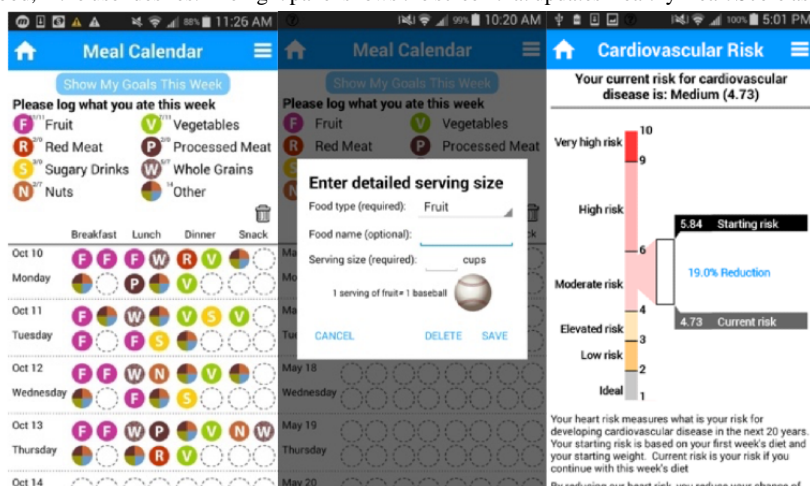 88% 11:26 AM
Meal Calendar
Show My Goals This Week
Please log what you ate this week
F Fruit
V Vegetables
R Red Meat
P Processed Meat
S Sugary Drinks
W Whole Grains
N Nuts
Other
Breakfast Lunch Dinner Snack
Oct 10
F F F W R V
Monday
P V
Oct 11
F W V S V
Tuesday
F F S
Oct 12
F F W N V
Wednesday
F S
Oct 13
F F W P V N W
Thursday
R V
Oct 14
99% 10:20 AM
Meal Calendar
Show My Goals This Week
Please log what you ate this week
F Fruit
V Vegetables
R Red Meat
P Processed Meat
Enter detailed serving size
Food type (required): Fruit
Food name (optional):
Serving size (required): cups
1 serving of fruit= 1 baseball
CANCEL DELETE SAVE
May 18
Wednesday
May 19
Thursday
May 20
100% 5:01 PM
Cardiovascular Risk
Your current risk for cardiovascular
disease is: Medium (4.73)
10
Very high risk
9
High risk
5.84 Starting risk
6
19.0% Reduction
Moderate risk
4
4.73 Current risk
Elevated risk
3
Low risk
2
Ideal
1
Your heart risk measures what is your risk for
developing cardiovascular disease in the next 20 years.
Your starting risk is based on your first week's diet and
your starting weight. Current risk is your risk if you
continue with this week's diet